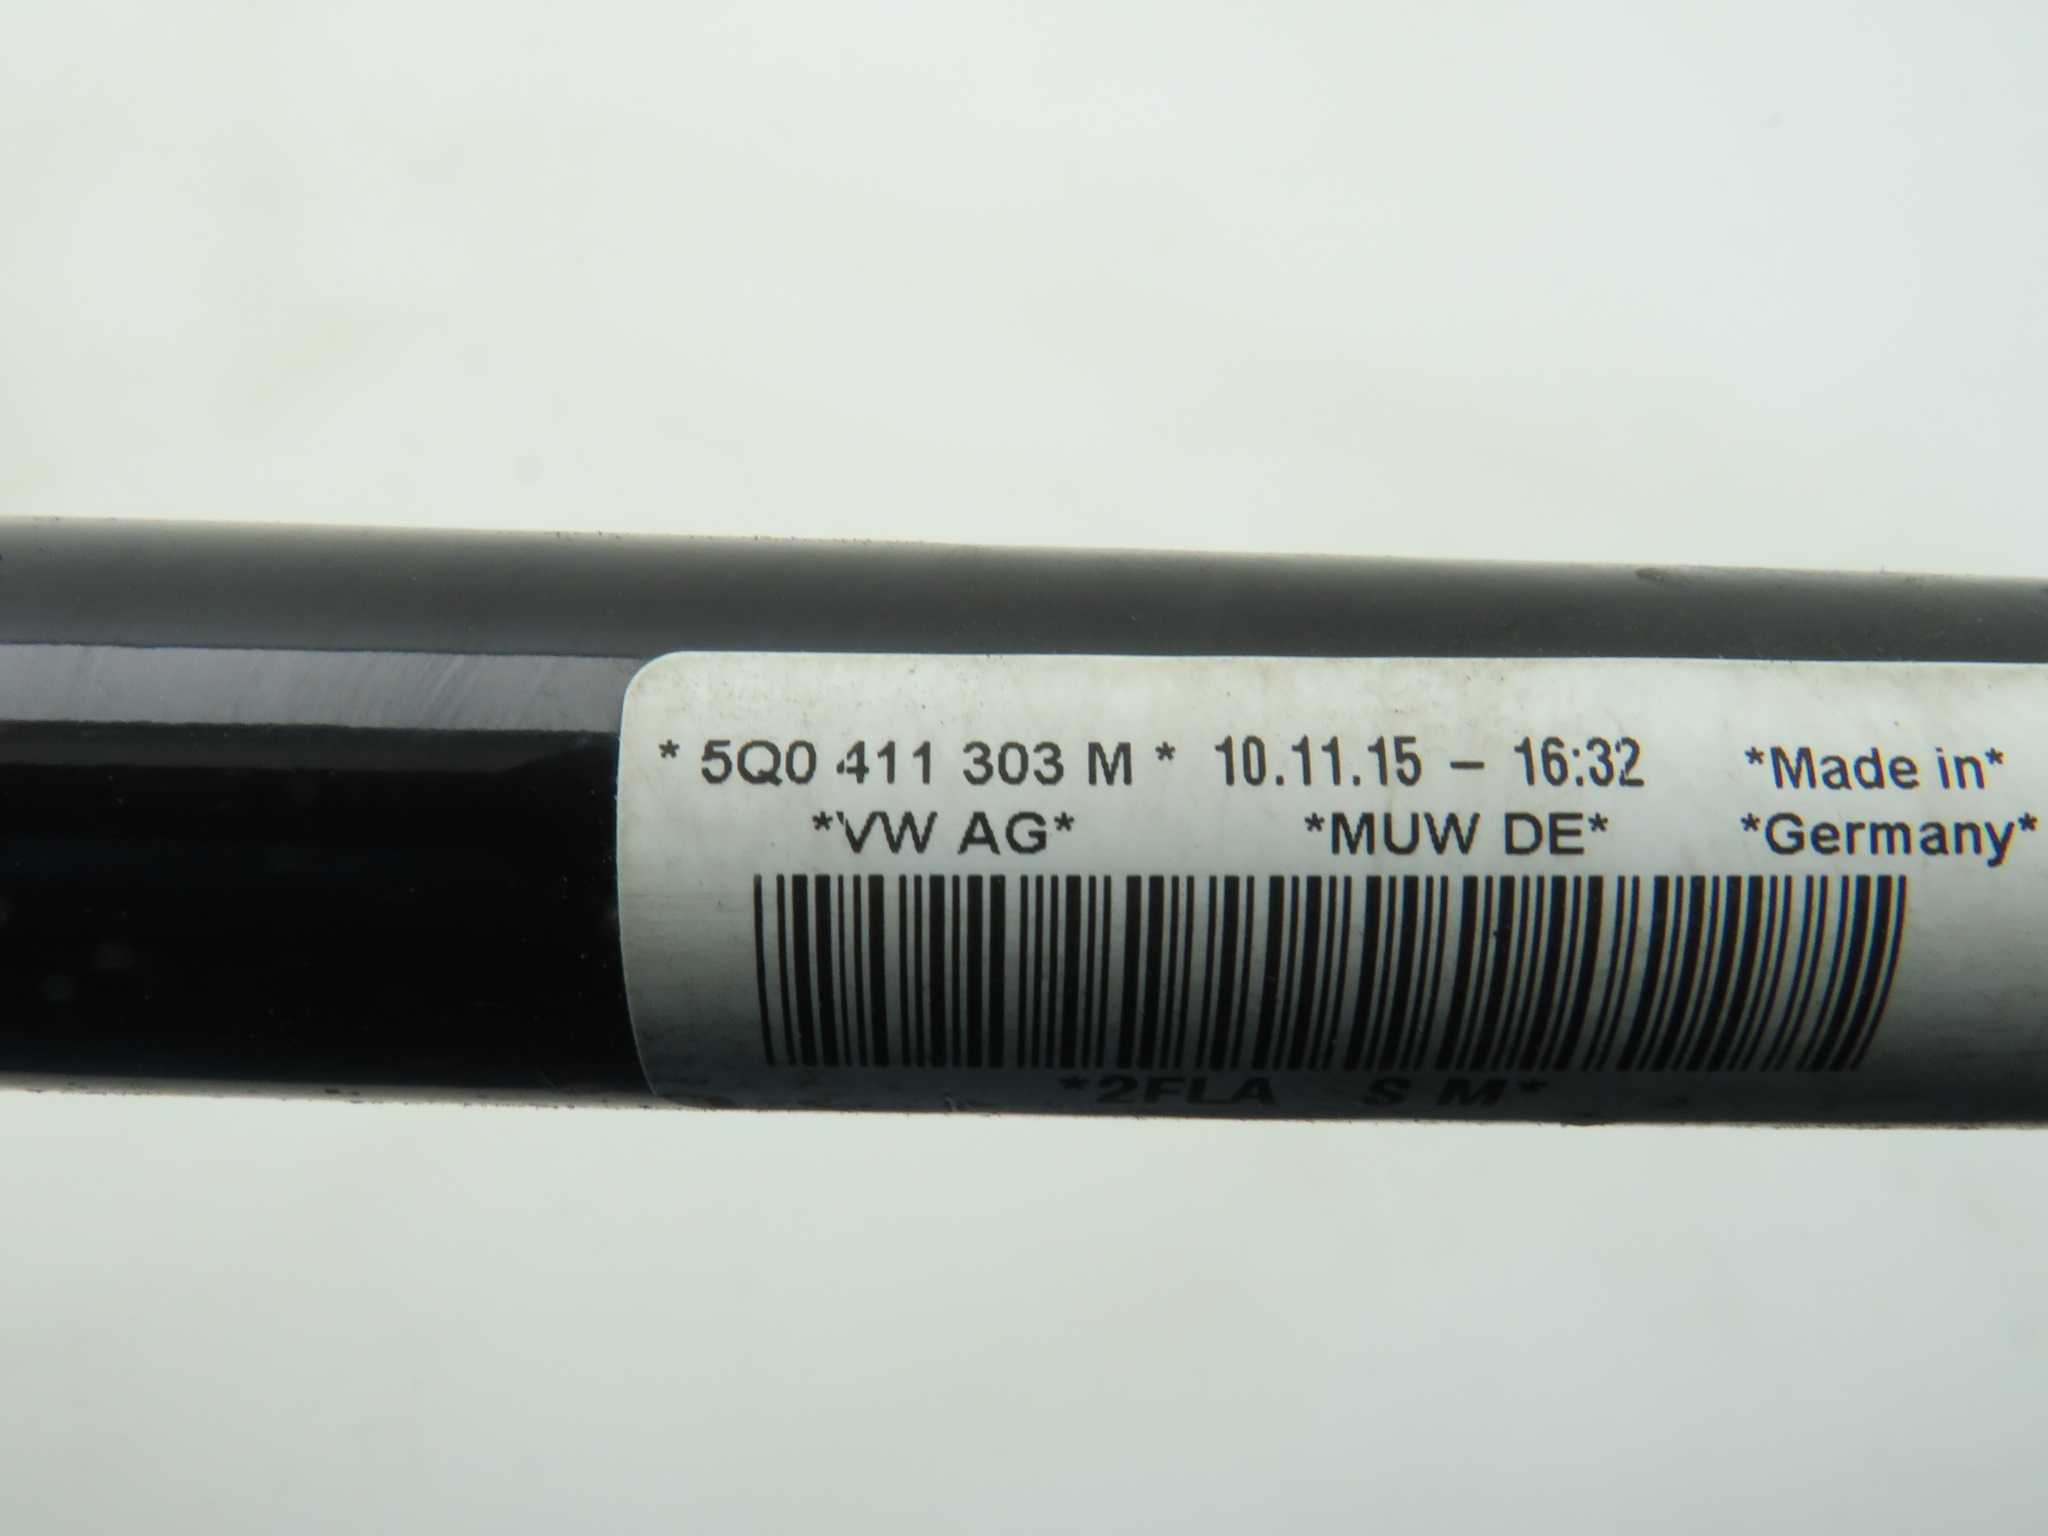 * 5Q0 411 303 M * 10.11.15 – 16:32 *Made in*
*VW AG* *MUW DE* *Germany*
*2FLA S M*